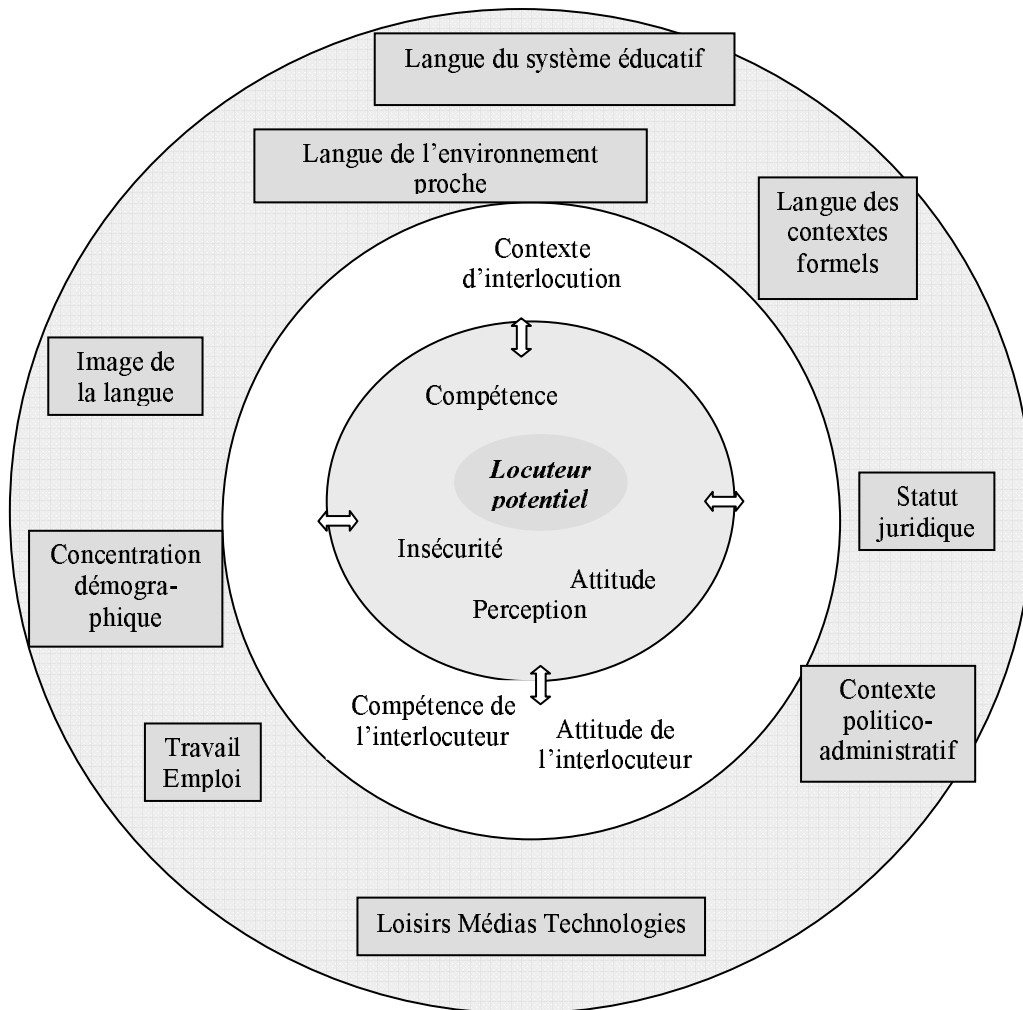 Langue du système éducatif
Langue de l’environnement
proche
Langue des
contextes
formels
Contexte
d'interlocution
Image de
la langue
Compétence
Locuteur
potentiel
Statut
juridique
Insécurité
Attitude
Perception
Concentration
démogra-
phique
Compétence de
l’interlocuteur
Attitude de
l’interlocuteur
Contexte
politico-
administratif
Travail
Emploi
Loisirs Médias Technologies